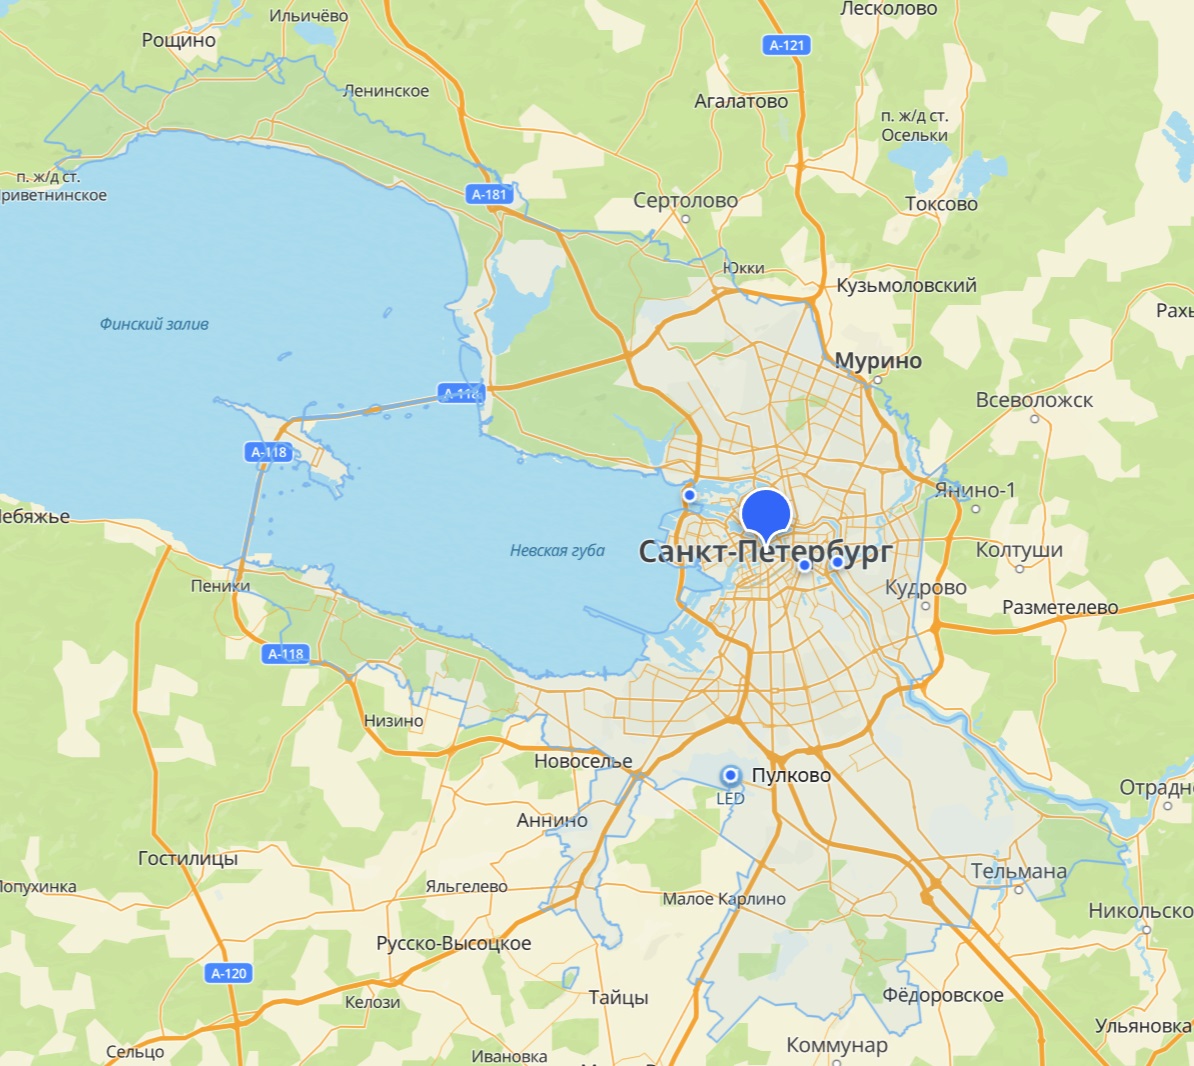 Лесколово
Ильичёво
Рощино
А-121
Ленинское
Агалатово
п. ж/д ст.
Осельки
п. ж/д ст.
риветнинское
А-181
Сертолово
Токсово
Юкки
Кузьмоловский
Рахь
Финский залив
Мурино
А-118
Всеволожск
А-118
Янино-1
Лебяжье
Невская губа
Санкт-Петербург
Колтуши
Пеники
Кудрово
Разметелево
А-118
Низино
Новоселье
Пулково
LED
Отрадн
Аннино
Гостилицы
Тельмана
Лопухинка
Яльгелево
Малое Карлино
Никольско
Русско-Высоцкое
А-120
Келози
Тайцы
Фёдоровское
Ульяновка
Сельцо
Ивановка
Коммунар